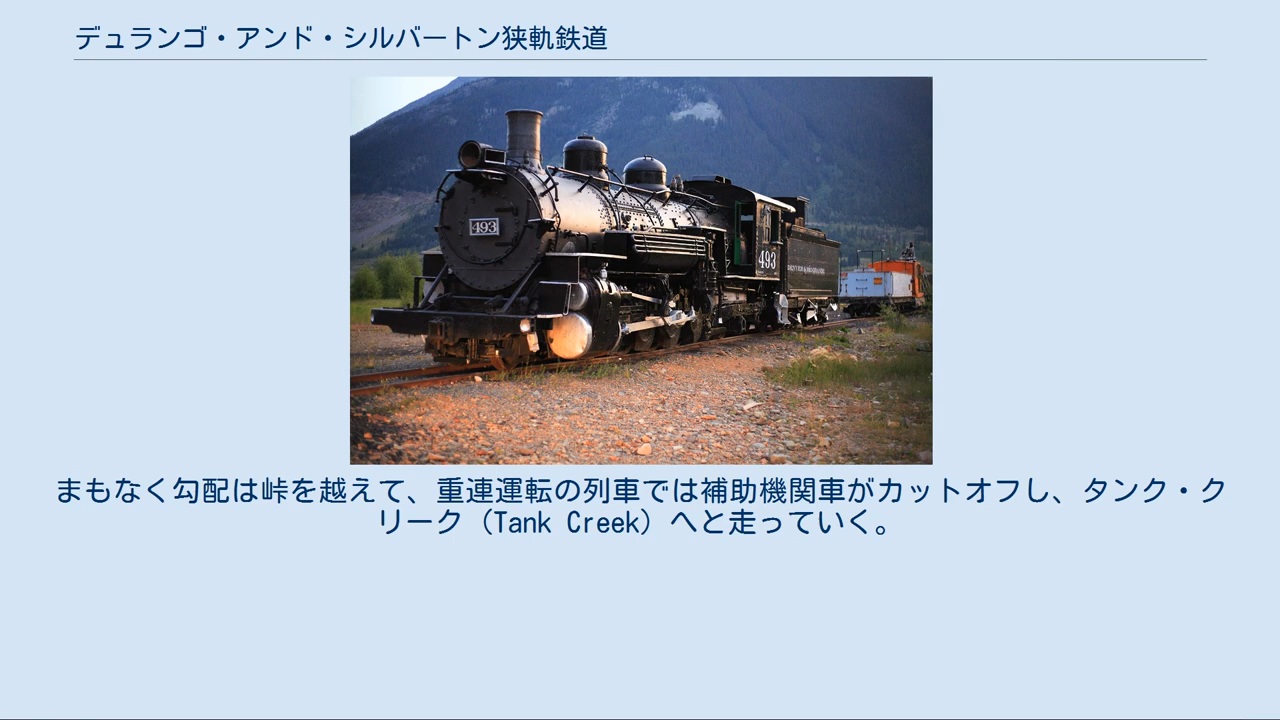 デュランゴ・アンド・シルバートン狭軌鉄道
493
493
まもなく勾配は峠を越えて、重連運転の列車では補助機関車がカットオフし、タンク・ク
リーク（Tank Creek）へと走っていく。